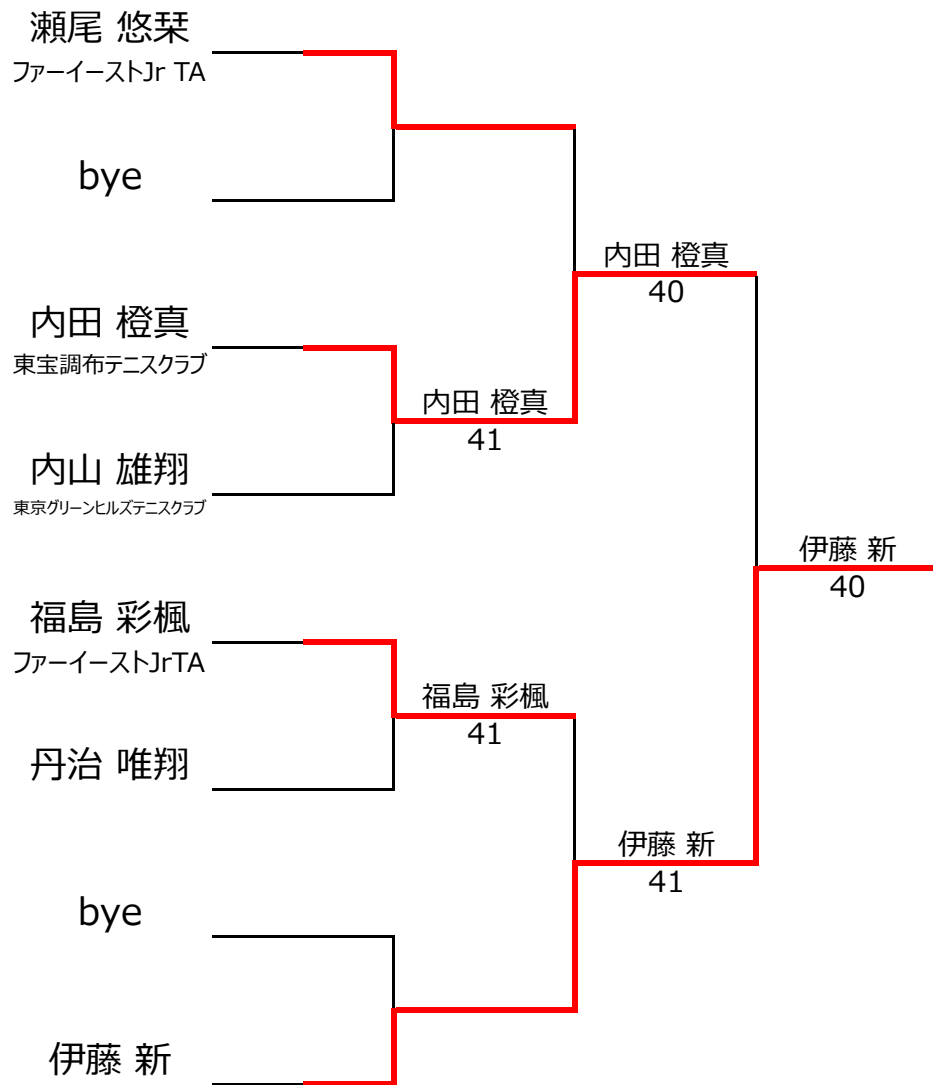 瀬尾 悠栞
ファーイーストJr TA
bye
内田 橙真
40
内田 橙真
東宝調布テニスクラブ
内田 橙真
41
内山 雄翔
東京グリーンヒルズテニスクラブ
伊藤 新
40
福島 彩楓
ファーイーストJrTA
福島 彩楓
41
丹治 唯翔
伊藤 新
41
bye
伊藤 新